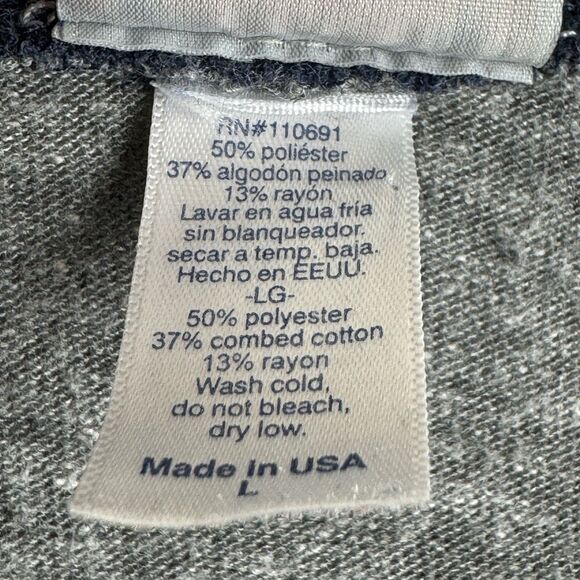 RN#110691
50% poliéster
37% algodón peinado
13% rayón
Lavar en agua fría
sin blanqueador.
secar a temp. baja.
Hecho en EEUU.
-LG-
50% polyester
37% combed cotton
13% rayon
Wash cold,
do not bleach,
dry low.
Made in USA
L